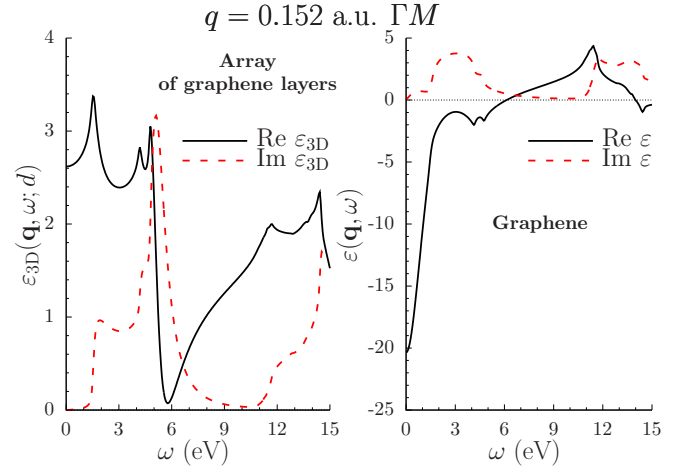 q = 0.152 a.u. ΓM
Array
of graphene layers
Re ε3D
Im ε3D
ε3D(q, ω; d)
4
3
2
1
0
0 3 6 9 12 15
ω (eV)
Re ε
Im ε
Graphene
ε(q, ω)
5
0
-5
-10
-15
-20
-25
0 3 6 9 12 15
ω (eV)